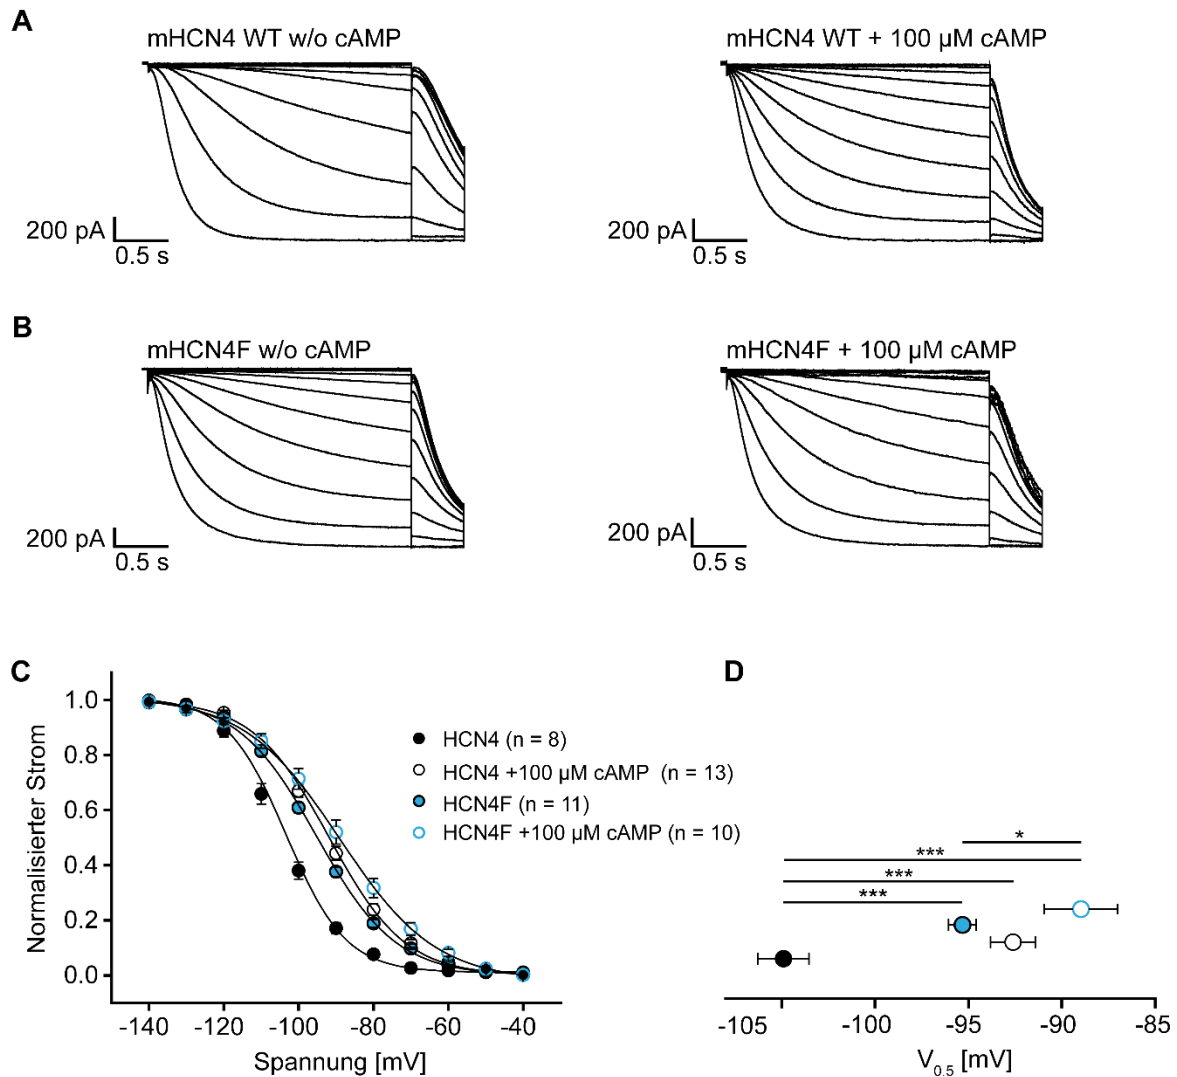 A
mHCN4 WT w/o cAMP
mHCN4 WT + 100 µM cAMP
200 pA
0.5 s
200 pA
0.5 s
B
mHCN4F w/o cAMP
mHCN4F + 100 µM cAMP
200 pA
0.5 s
200 pA
0.5 s
C
Normalisierter Strom
1.0
0.8
0.6
0.4
0.2
0.0
-140 -120 -100 -80 -60 -40
Spannung [mV]
HCN4 (n = 8)
HCN4 +100 µM cAMP (n = 13)
HCN4F (n = 11)
HCN4F +100 µM cAMP (n = 10)
D
*
***
***
***
-105 -100 -95 -90 -85
V0.5 [mV]